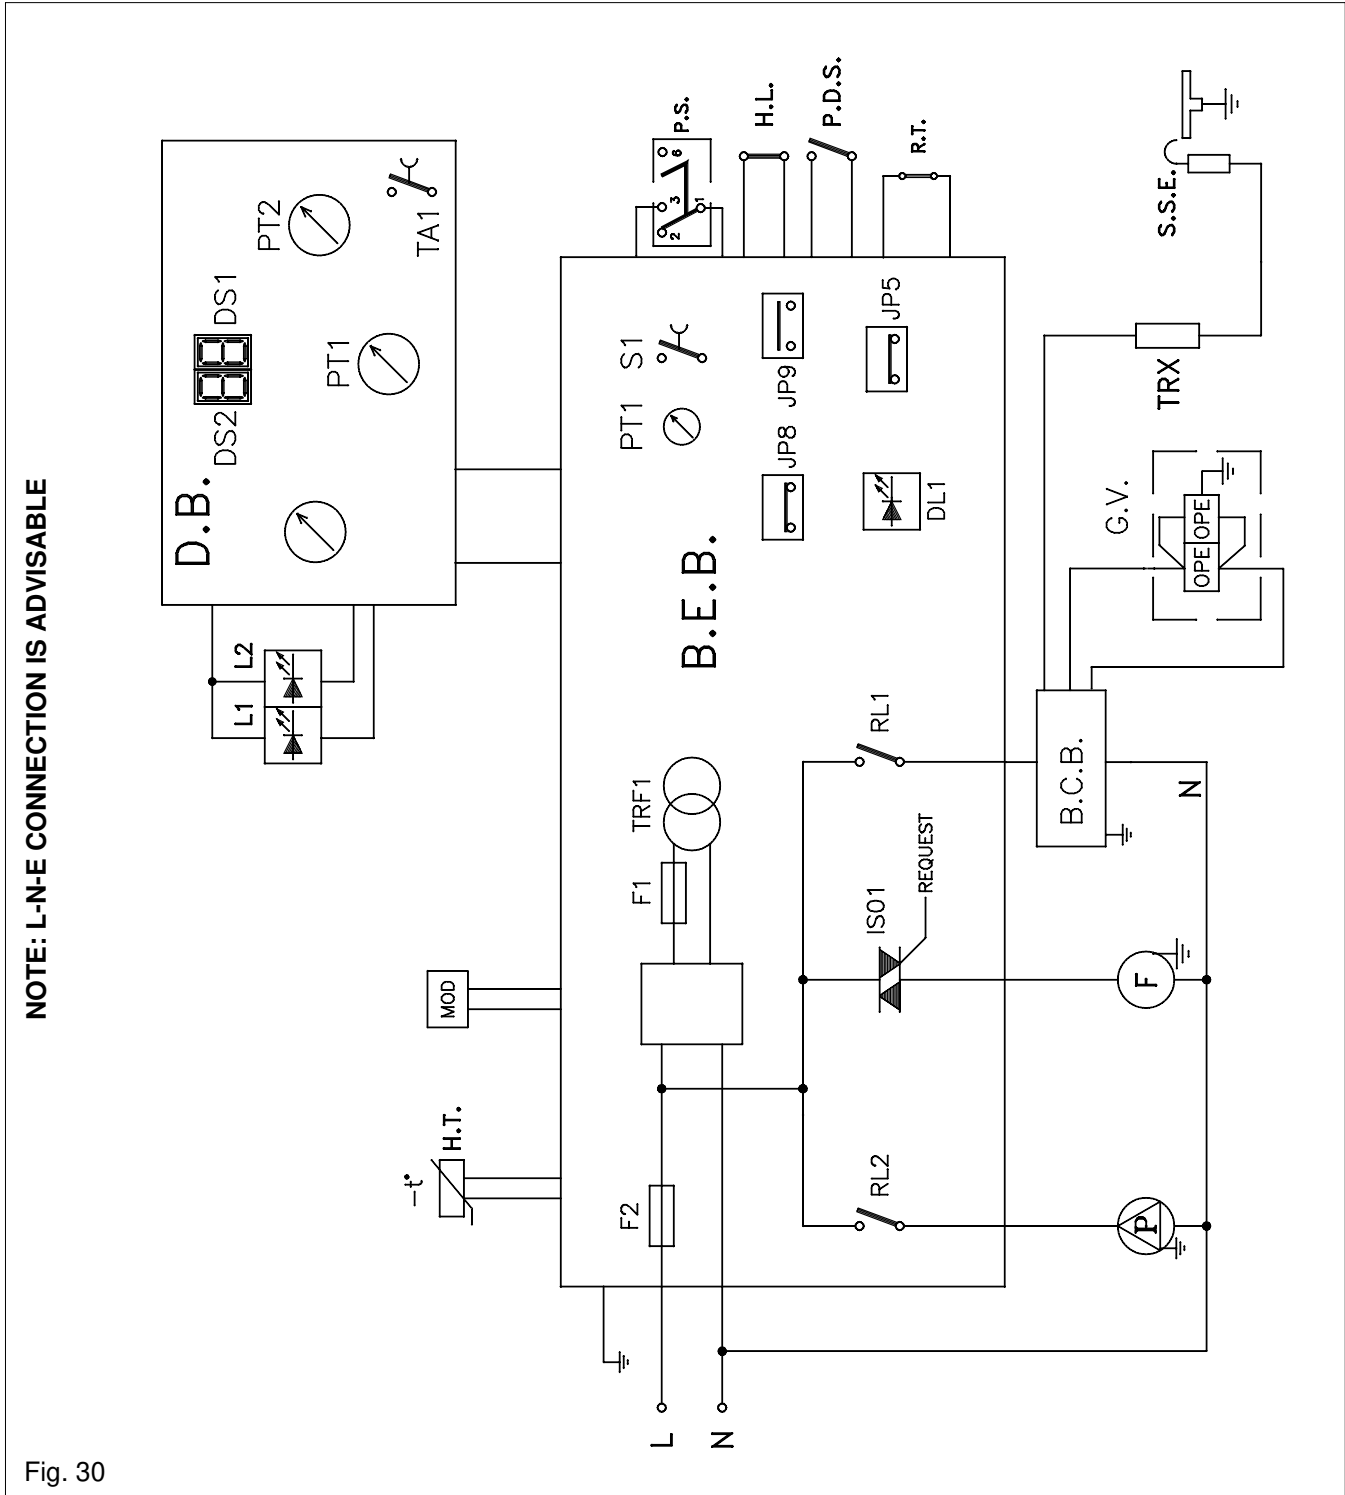 NOTE: L-N-E CONNECTION IS ADVISABLE
D.B.
DS2
DS1
PT1
PT2
TA1
L1
L2
MOD
H.T.
-t°
B.E.B.
PT1
S1
JP8
JP9
JP5
DL1
P.S.
2
3
1
6
H.L.
P.D.S.
R.T.
TRF1
F1
F2
RL1
IS01
REQUEST
RL2
B.C.B.
N
F
P
G.V.
OPE
OPE
TRX
S.S.E.
L
N
Fig. 30